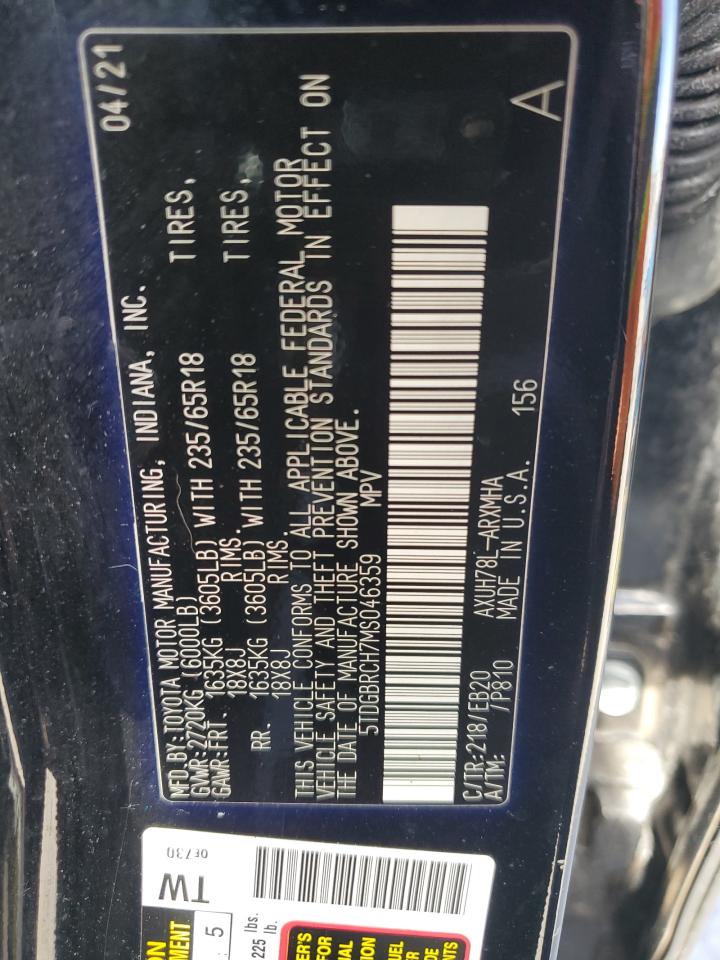 MFD.BY:TOYOTA MOTOR MANUFACTURING, INDIANA, INC. 04/21
GVWR:2720KG (6000LB)
GAWR:FRT. 1635KG (3605LB) WITH 235/65R18 TIRES,
18X8J RIMS.
RR. 1635KG (3605LB) WITH 235/65R18 TIRES,
18X8J RIMS.
THIS VEHICLE CONFORMS TO ALL APPLICABLE FEDERAL MOTOR
VEHICLE SAFETY AND THEFT PREVENTION STANDARDS IN EFFECT ON
THE DATE OF MANUFACTURE SHOWN ABOVE.
5TDGBRCH7MS046359 MPV
C/TR:218/EB20 AXUH78L-ARXMHA
A/TM: /P810 MADE IN U.S.A. 156
A
TW
0E730
5
225 lbs.
lb.
FOR